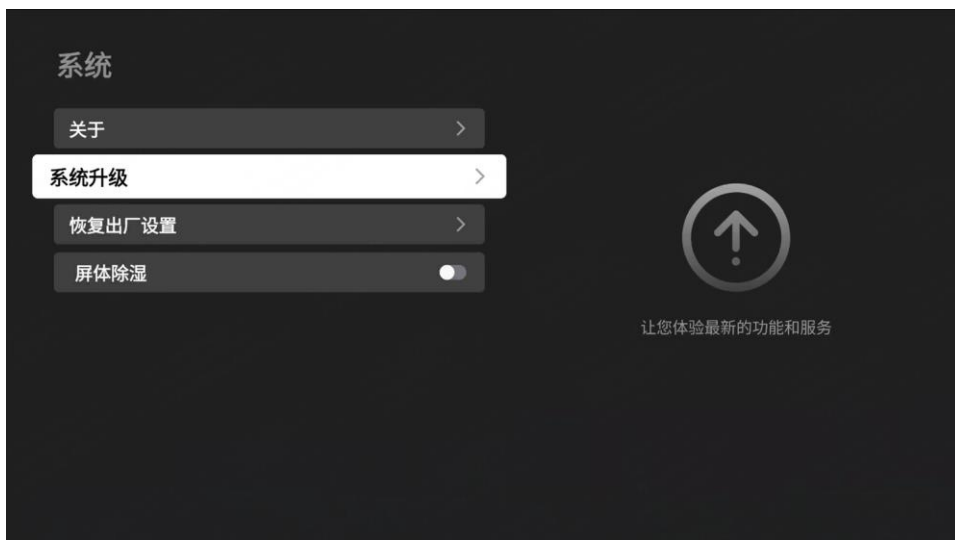 系统
关于
系统升级
恢复出厂设置
屏体除湿
让您体验最新的功能和服务